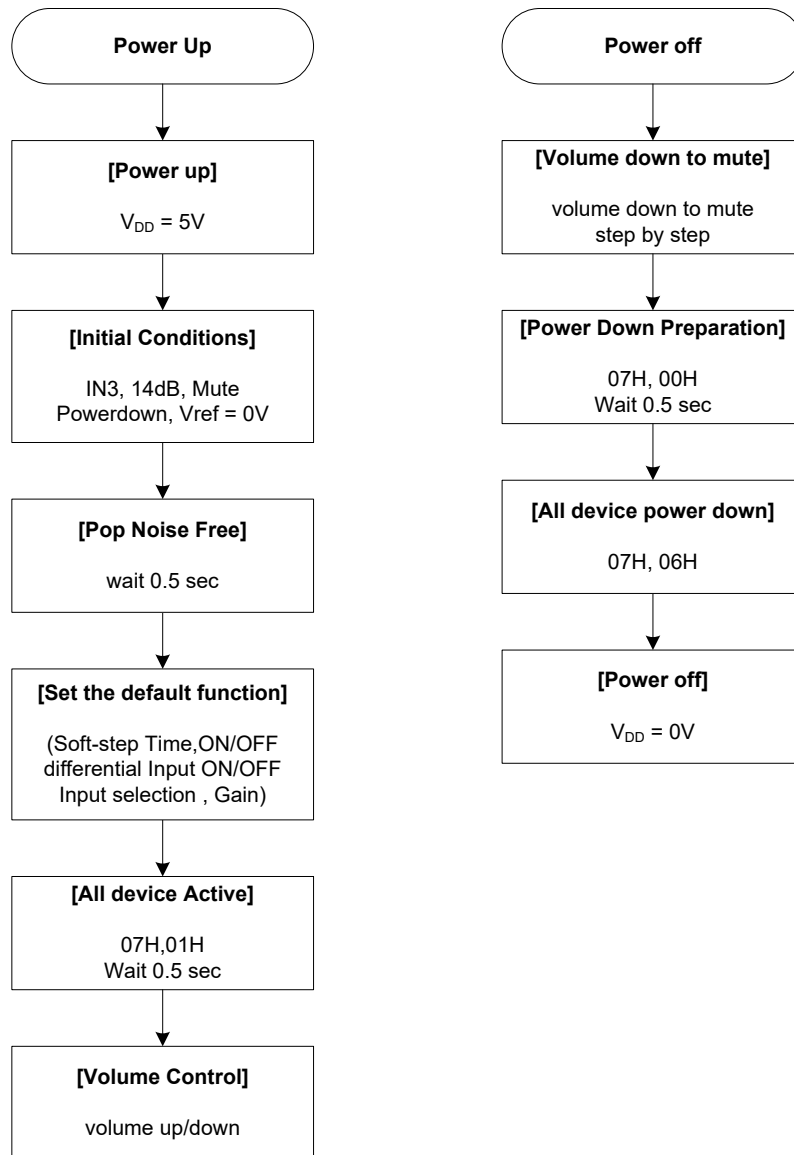 Power Up
[Power up]
VDD = 5V
[Initial Conditions]
IN3, 14dB, Mute
Powerdown, Vref = 0V
[Pop Noise Free]
wait 0.5 sec
[Set the default function]
(Soft-step Time,ON/OFF
differential Input ON/OFF
Input selection , Gain)
[All device Active]
07H,01H
Wait 0.5 sec
[Volume Control]
volume up/down
Power off
[Volume down to mute]
volume down to mute
step by step
[Power Down Preparation]
07H, 00H
Wait 0.5 sec
[All device power down]
07H, 06H
[Power off]
VDD = 0V